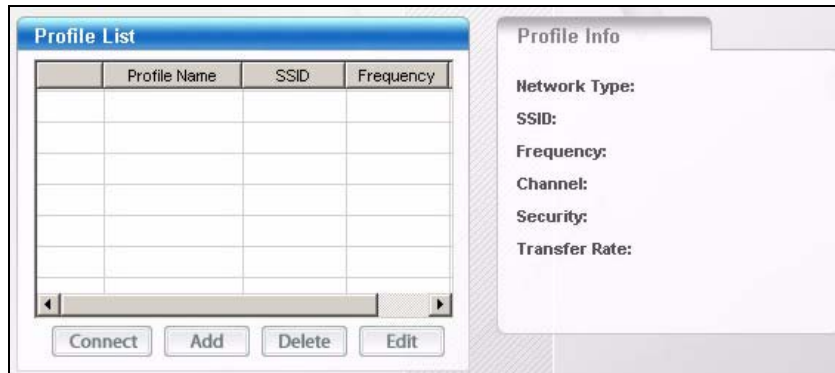 Profile List
Profile Name SSID Frequency
Connect Add Delete Edit
Profile Info
Network Type:
SSID:
Frequency:
Channel:
Security:
Transfer Rate: